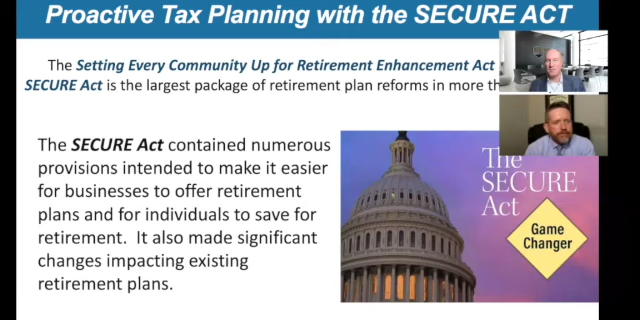 Proactive Tax Planning with the SECURE ACT
The Setting Every Community Up for Retirement Enhancement Act
SECURE Act is the largest package of retirement plan reforms in more
The SECURE Act contained numerous
provisions intended to make it easier
for businesses to offer retirement
plans and for individuals to save for
retirement. It also made significant
changes impacting existing
retirement plans.
The
SECURE
Act
Game
Changer